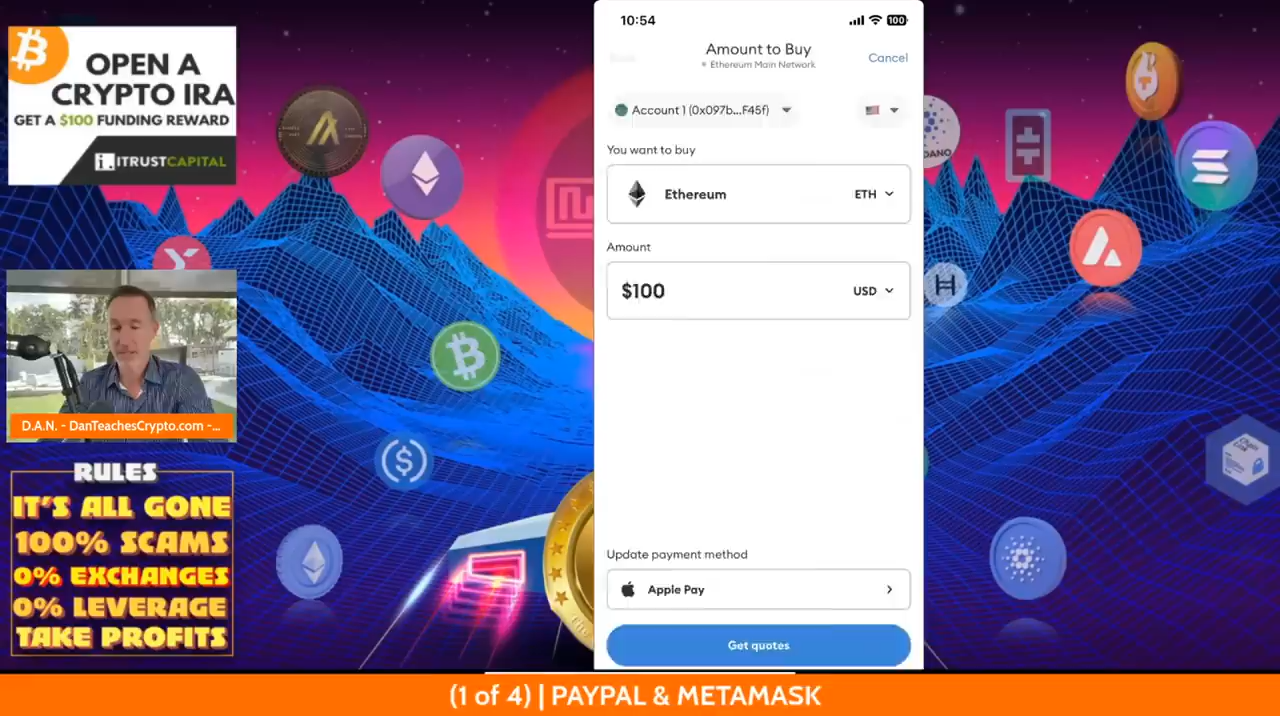 OPEN A
CRYPTO IRA
GET A $100 FUNDING REWARD
ITRUSTCAPITAL
D.A.N. - DanTeachesCrypto.com -...
RULES
IT'S ALL GONE
100% SCAMS
0% EXCHANGES
0% LEVERAGE
TAKE PROFITS
10:54
100
Amount to Buy
Ethereum Main Network
Cancel
Account 1 (0x097b...F45f)
You want to buy
Ethereum
ETH
Amount
$100
USD
Update payment method
Apple Pay
Get quotes
DANO
(1 of 4) | PAYPAL & METAMASK